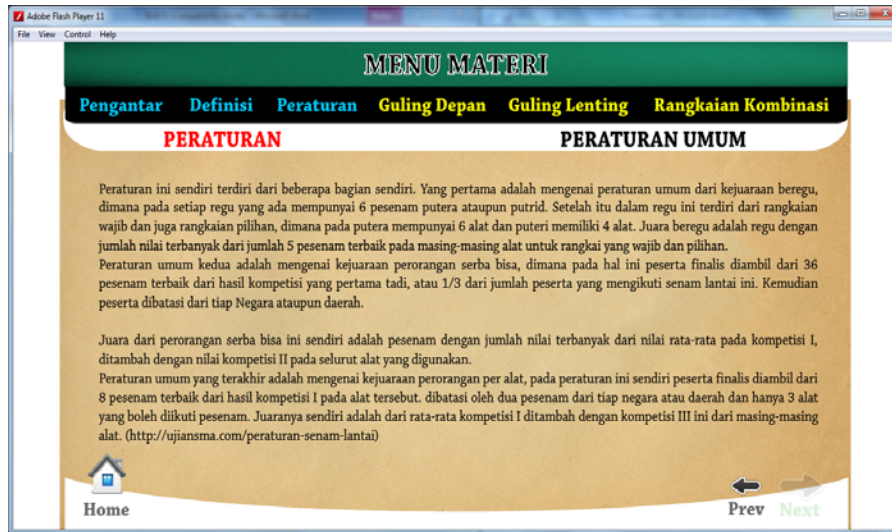 Adobe Flash Player 11
File View Control Help
MENU MATERI
Pengantar Definisi Peraturan Guling Depan Guling Lenting Rangkaian Kombinasi
PERATURAN PERATURAN UMUM
Peraturan ini sendiri terdiri dari beberapa bagian sendiri. Yang pertama adalah mengenai peraturan umum dari kejuaraan beregu,
dimana pada setiap regu yang ada mempunyai 6 pesenam putera ataupun putrid. Setelah itu dalam regu ini terdiri dari rangkaian
wajib dan juga rangkaian pilihan, dimana pada putera mempunyai 6 alat dan puteri memiliki 4 alat. Juara beregu adalah regu dengan
jumlah nilai terbanyak dari jumlah 5 pesenam terbaik pada masing-masing alat untuk rangkai yang wajib dan pilihan.
Peraturan umum kedua adalah mengenai kejuaraan perorangan serba bisa, dimana pada hal ini peserta finalis diambil dari 36
pesenam terbaik dari hasil kompetisi yang pertama tadi, atau 1/3 dari jumlah peserta yang mengikuti senam lantai ini. Kemudian
peserta dibatasi dari tiap Negara ataupun daerah.
Juara dari perorangan serba bisa ini sendiri adalah pesenam dengan jumlah nilai terbanyak dari nilai rata-rata pada kompetisi I,
ditambah dengan nilai kompetisi II pada selurut alat yang digunakan.
Peraturan umum yang terakhir adalah mengenai kejuaraan perorangan per alat, pada peraturan ini sendiri peserta finalis diambil dari
8 pesenam terbaik dari hasil kompetisi I pada alat tersebut. dibatasi oleh dua pesenam dari tiap negara atau daerah dan hanya 3 alat
yang boleh diikuti pesenam. Juaranya sendiri adalah dari rata-rata kompetisi I ditambah dengan kompetisi III ini dari masing-masing
alat. (http://ujiansma.com/peraturan-senam-lantai)
Home Prev Next